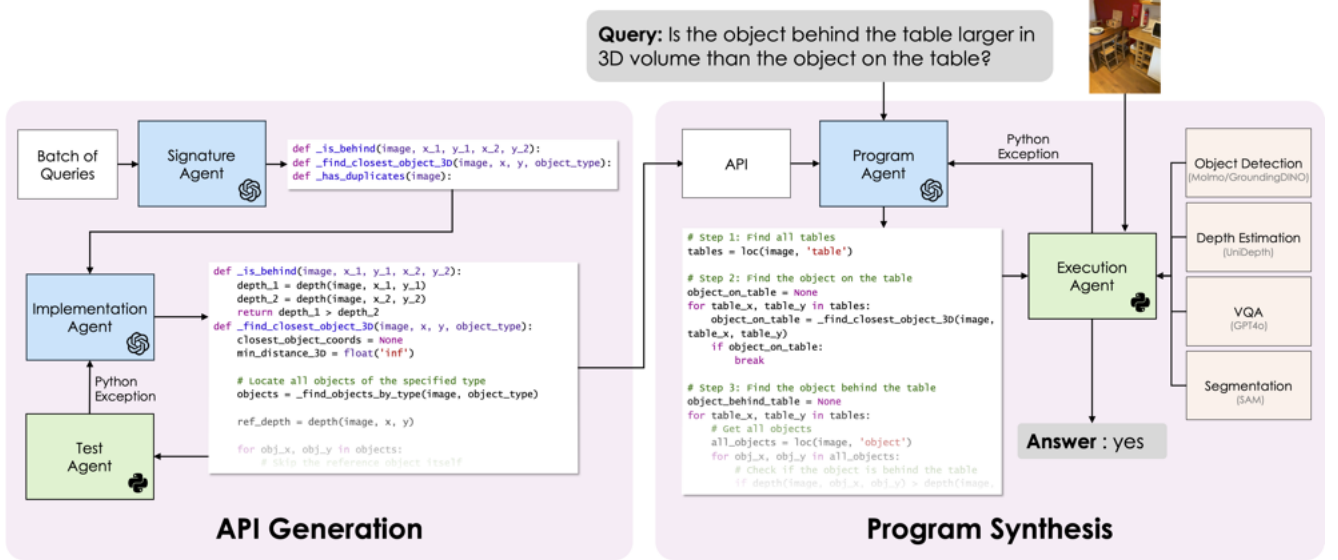 Query: Is the object behind the table larger in
3D volume than the object on the table?
Batch of
Queries
Signature
Agent
def _is_behind(image, x_1, y_1, x_2, y_2):
def _find_closest_object_3D(image, x, y, object_type):
def _has_duplicates(image):
Implementation
Agent
def _is_behind(image, x_1, y_1, x_2, y_2):
depth_1 = depth(image, x_1, y_1)
depth_2 = depth(image, x_2, y_2)
return depth_1 > depth_2
def _find_closest_object_3D(image, x, y, object_type):
closest_object_coords = None
min_distance_3D = float('inf')
# Locate all objects of the specified type
objects = _find_objects_by_type(image, object_type)
ref_depth = depth(image, x, y)
for obj_x, obj_y in objects:
# Skip the reference object itself
Python
Exception
Test
Agent
API Generation
API
Program
Agent
Python
Exception
# Step 1: Find all tables
tables = loc(image, 'table')
# Step 2: Find the object on the table
object_on_table = None
for table_x, table_y in tables:
object_on_table = _find_closest_object_3D(image,
table_x, table_y)
if object_on_table:
break
# Step 3: Find the object behind the table
object_behind_table = None
for table_x, table_y in tables:
# Get all objects
all_objects = loc(image, 'object')
for obj_x, obj_y in all_objects:
# Check if the object is behind the table
if depth(image, obj_x, obj_y) > depth(image,
Execution
Agent
Object Detection
(Molmo/GroundingDINO)
Depth Estimation
(UniDepth)
VQA
(GPT4o)
Segmentation
(SAM)
Answer : yes
Program Synthesis